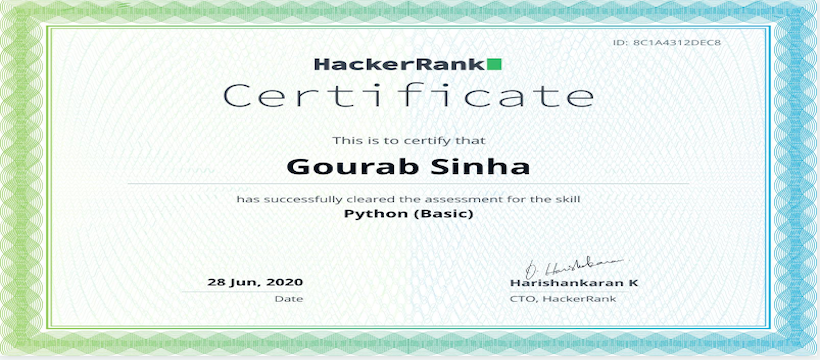 ID: 8C1A4312DEC8
HackerRank
Certificate
This is to certify that
Gourab Sinha
has successfully cleared the assessment for the skill
Python (Basic)
28 Jun, 2020
Date
Harishankaran K
CTO, HackerRank